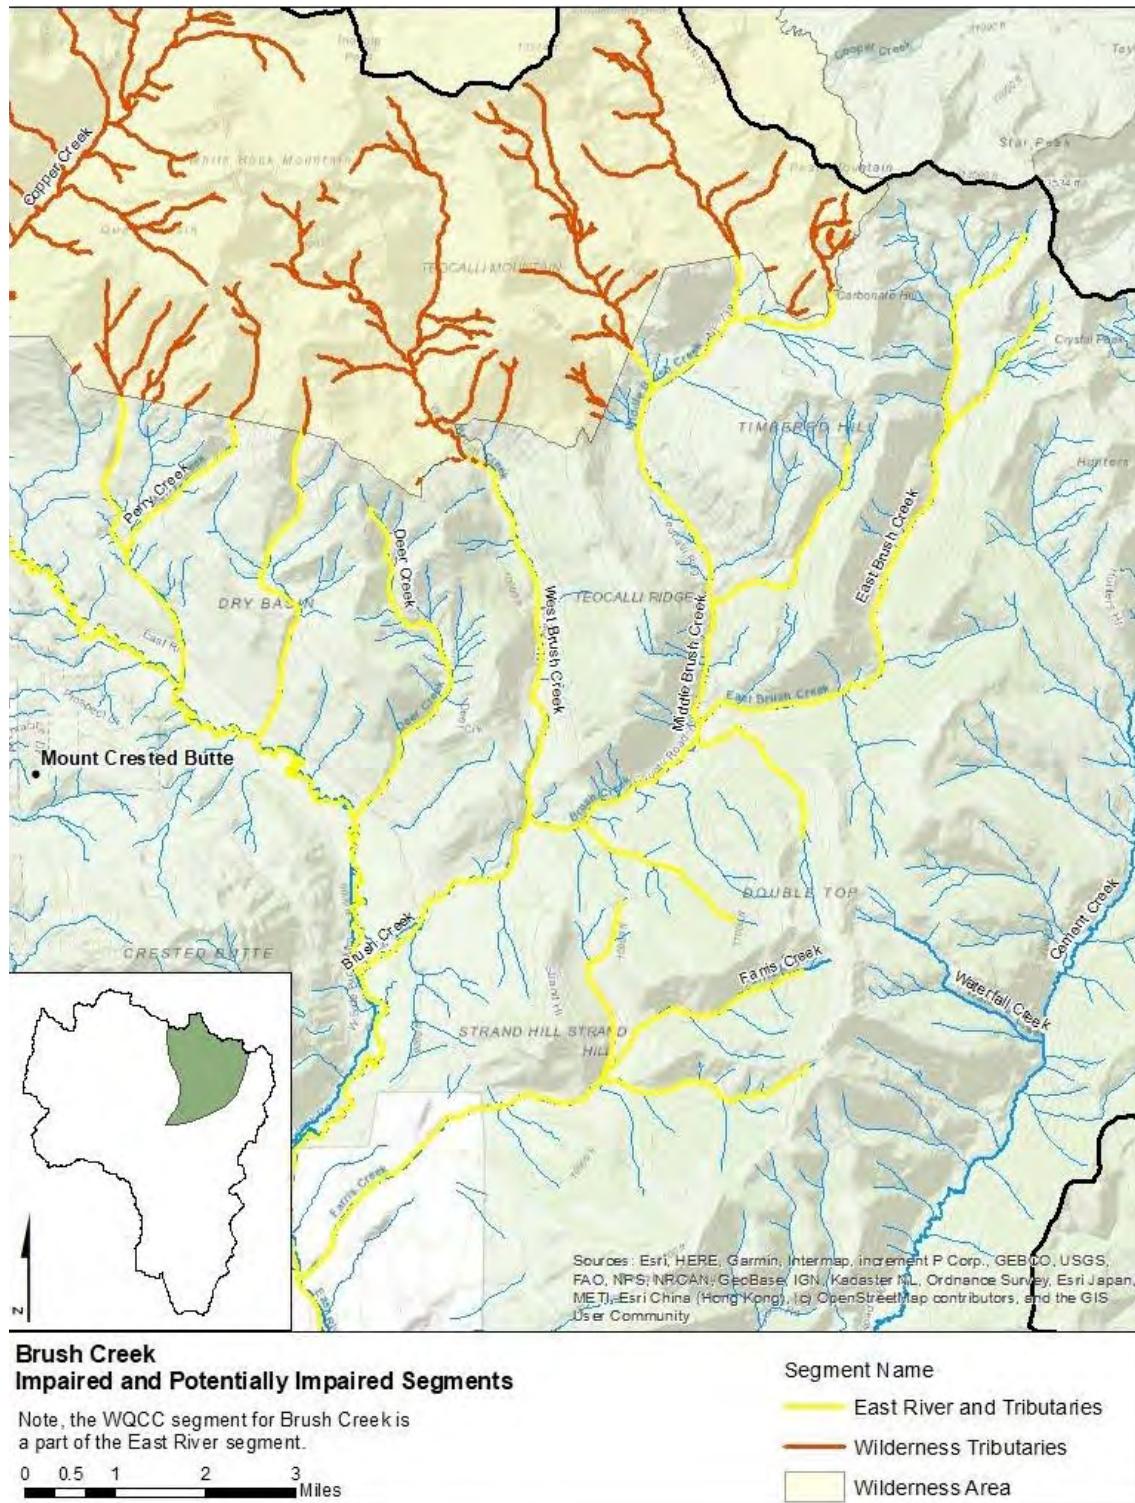 Cooper Creek
Star Peak
Copper Creek
White Rock Mountain
TEOCALLI MOUNTAIN
Carbonate Hill
Crystal Peak
TIMBERED HILL
Hunters
Perry Creek
Deer Creek
East Brush Creek
DRY BASIN
West Brush Creek
TEOCALLI RIDGE
Middle Brush Creek
East Brush Creek
Deer Creek
Mount Crested Butte
DOUBLE TOP
Cement Creek
Brush Creek
CRESTED BUTTE
Farris Creek
Waterfall Creek
STRAND HILL STRAND
HILL
Farris Creek
Sources: Esri, HERE, Garmin, Intermap, increment P Corp., GEBCO, USGS,
FAO, NPS, NRCAN, GeoBase, IGN, Kadaster NL, Ordnance Survey, Esri Japan,
METI, Esri China (Hong Kong), (c) OpenStreetMap contributors, and the GIS
User Community
Z
Brush Creek
Impaired and Potentially Impaired Segments
Note, the WQCC segment for Brush Creek is
a part of the East River segment.
0 0.5 1 2 3
Miles
Segment Name
East River and Tributaries
Wilderness Tributaries
Wilderness Area